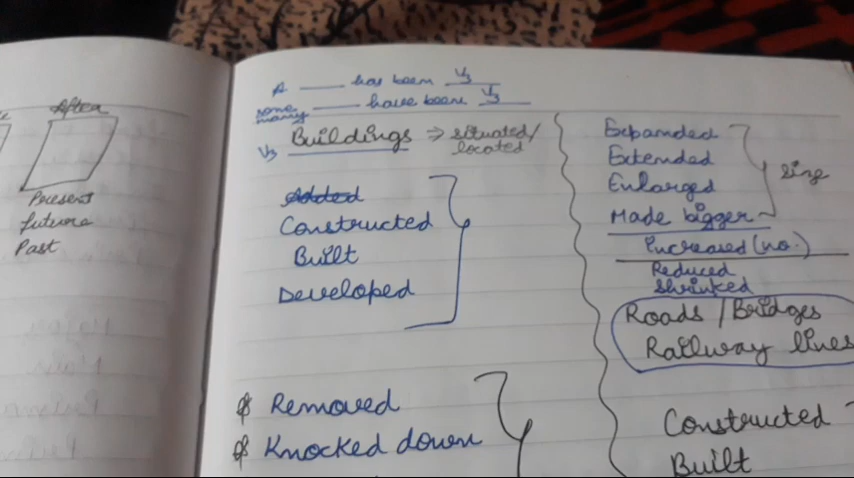 After
Present
future
Past
A ____ has been V3
some
many ____ have been V3
V3 Buildings ⇒ situated/
located
Added
Constructed
Built
Developed
Removed
Knocked down
Expanded
Extended
Enlarged
Made bigger
Increased (no.)
Reduced
Shrinked
Roads / Bridges
Railway lines
Constructed
Built